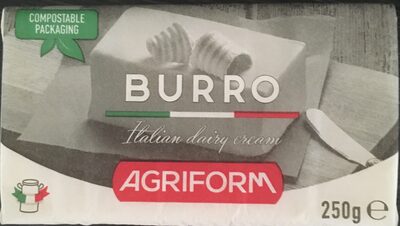 COMPOSTABLE
PACKAGING
BURRO
Italian dairy cream
AGRIFORM
250g ℮